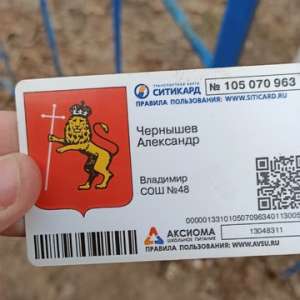 ТРАНСПОРТНАЯ КАРТА
СИТИКАРД
№ 105 070 963
ПРАВИЛА ПОЛЬЗОВАНИЯ: WWW.SITICARD.RU
Чернышев
Александр
Владимир
СОШ №48
00000133101050709634011300
13048311
АКСИОМА
ШКОЛЬНОЕ ПИТАНИЕ
ПРАВИЛА ПОЛЬЗОВАНИЯ: WWW.AVSU.RU